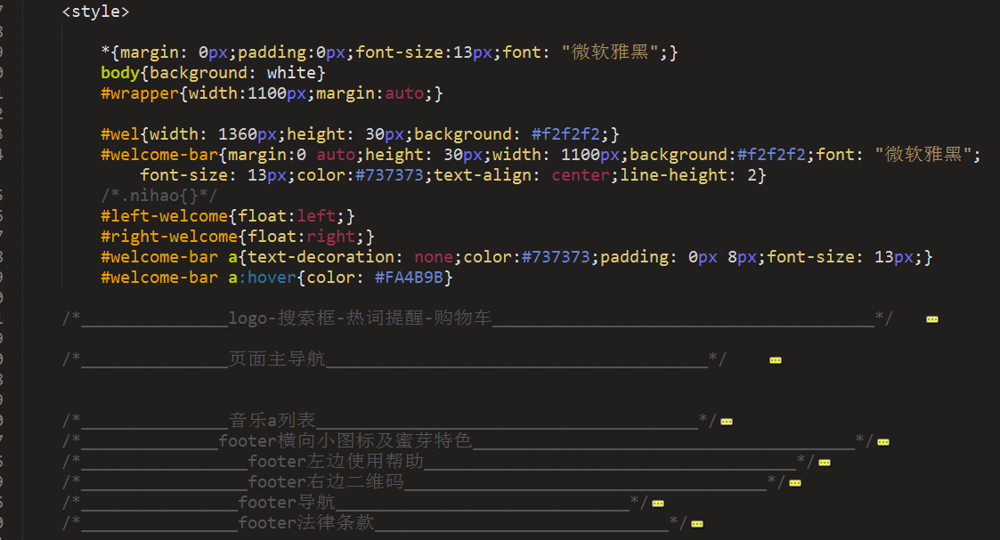 <style>
*{margin: 0px;padding:0px;font-size:13px;font: "微软雅黑";}
body{background: white}
#wrapper{width:1100px;margin:auto;}
#wel{width: 1360px;height: 30px;background: #f2f2f2;}
#welcome-bar{margin:0 auto;height: 30px;width: 1100px;background:#f2f2f2;font: "微软雅黑";
font-size: 13px;color:#737373;text-align: center;line-height: 2}
/*.nihao{}*/
#left-welcome{float:left;}
#right-welcome{float:right;}
#welcome-bar a{text-decoration: none;color:#737373;padding: 0px 8px;font-size: 13px;}
#welcome-bar a:hover{color: #FA4B9B}
/*_______________logo-搜索框-热词提醒-购物车_______________________________________*/
/*_______________页面主导航_______________________________________*/
/*_______________音乐a列表_______________________________________*/
/*______________footer横向小图标及蜜芽特色_______________________________________*/
/*_________________footer左边使用帮助______________________________________*/
/*_________________footer右边二维码_____________________________________*/
/*________________footer导航______________________________*/
/*________________footer法律条款______________________________*/